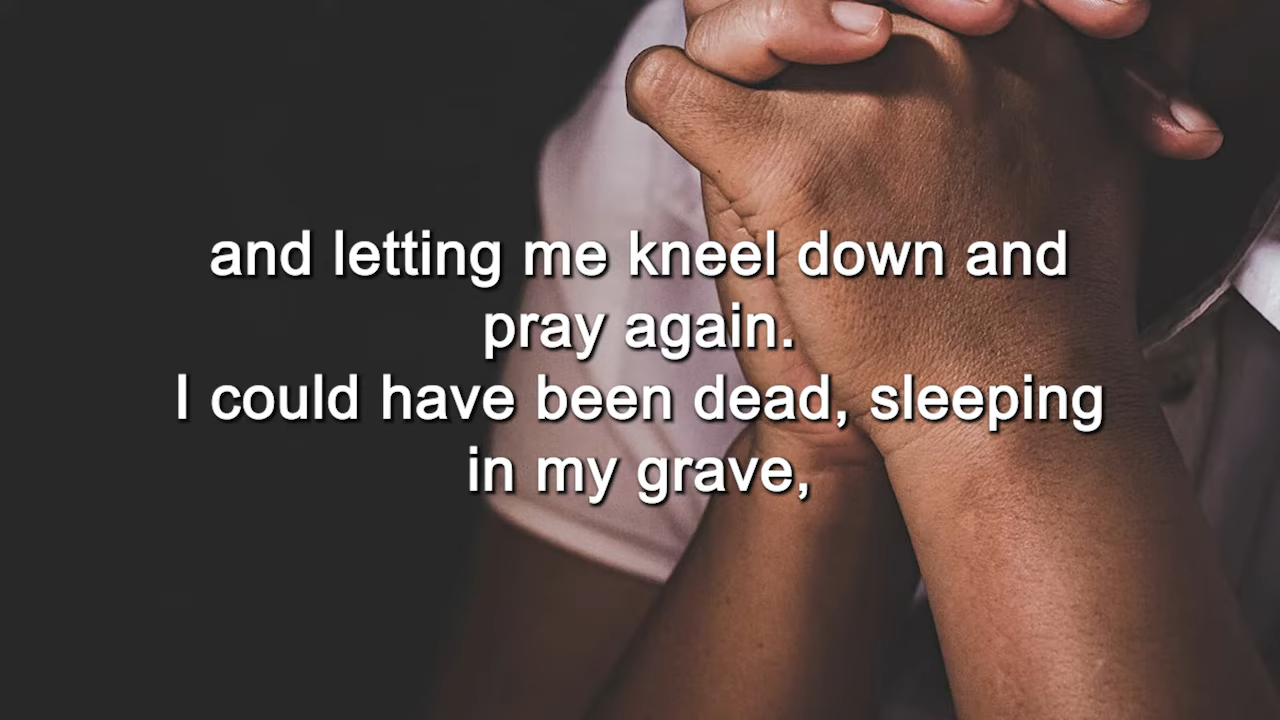 and letting me kneel down and
pray again.
I could have been dead, sleeping
in my grave,